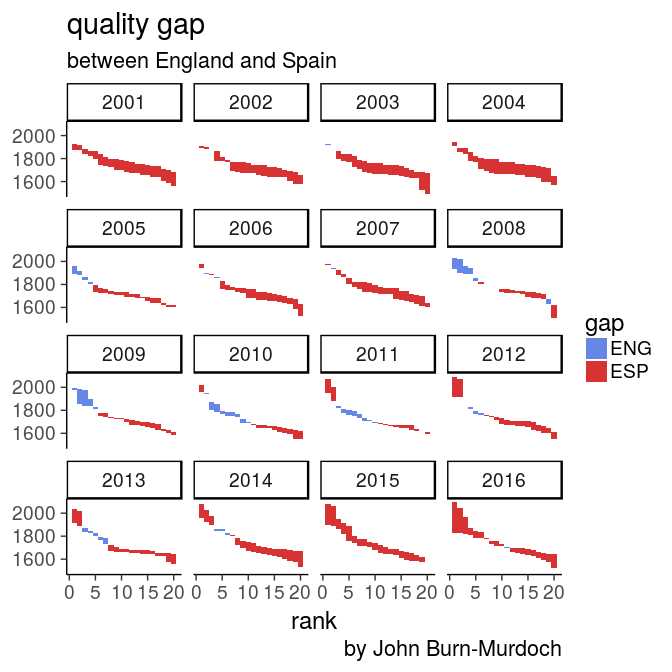 quality gap
between England and Spain
2001 2002 2003 2004
2000
1800
1600
2005 2006 2007 2008
2000
1800
1600
gap
ENG
ESP
2009 2010 2011 2012
2000
1800
1600
2013 2014 2015 2016
2000
1800
1600
0 5 10 15 20 0 5 10 15 20 0 5 10 15 20 0 5 10 15 20
rank
by John Burn-Murdoch